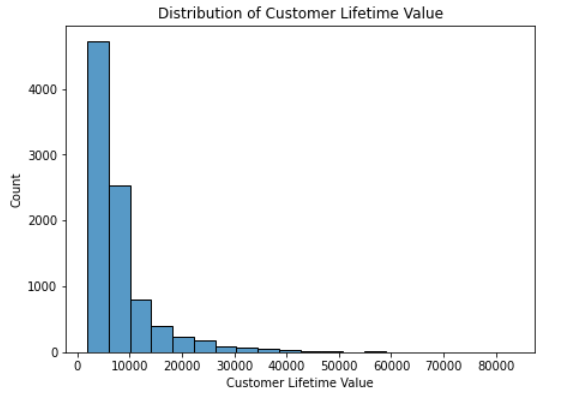 Distribution of Customer Lifetime Value
4000
3000
2000
1000
0
Count
0 10000 20000 30000 40000 50000 60000 70000 80000
Customer Lifetime Value